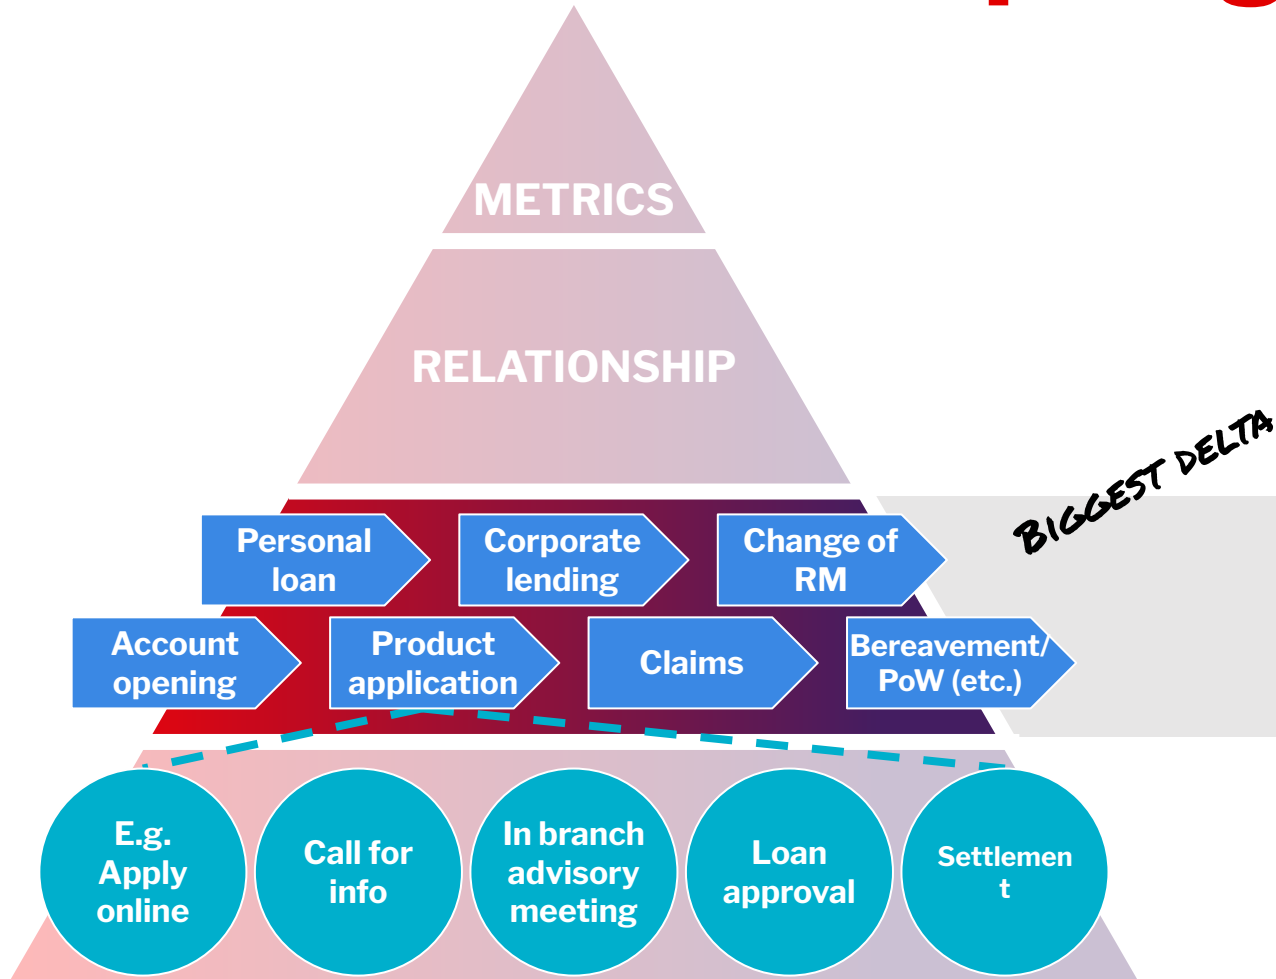 METRICS
RELATIONSHIP
BIGGEST DELTA
Personal
loan
Corporate
lending
Change of
RM
Account
opening
Product
application
Claims
Bereavement/
PoW (etc.)
E.g.
Apply
online
Call for
info
In branch
advisory
meeting
Loan
approval
Settlemen
t